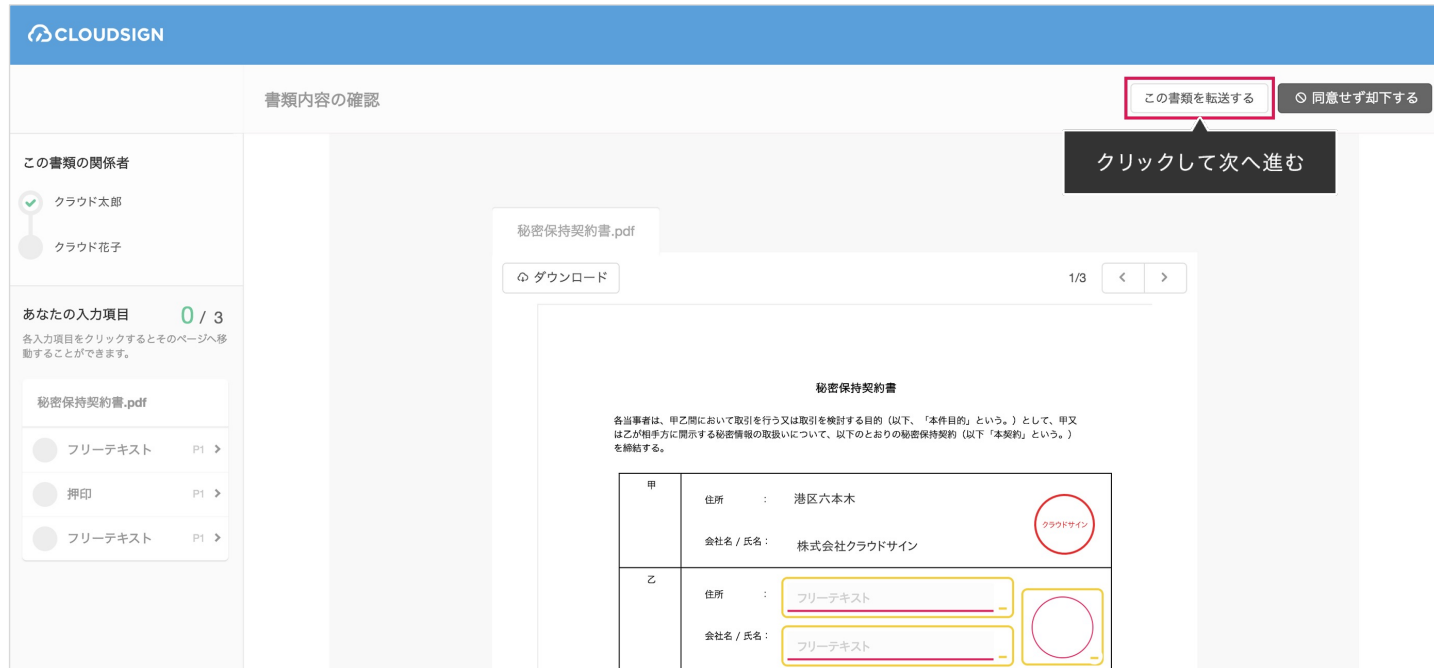 CLOUDSIGN
書類内容の確認
この書類を転送する
同意せず却下する
クリックして次へ進む
この書類の関係者
クラウド太郎
クラウド花子
あなたの入力項目 0 / 3
各入力項目をクリックするとそのページへ移
動することができます。
秘密保持契約書.pdf
フリーテキスト P1
押印 P1
フリーテキスト P1
秘密保持契約書.pdf
ダウンロード
1/3
秘密保持契約書
各当事者は、甲乙間において取引を行う又は取引を検討する目的（以下、「本件目的」という。）として、甲又
は乙が相手方に開示する秘密情報の取扱いについて、以下のとおりの秘密保持契約（以下「本契約」という。）
を締結する。
甲
住所 : 港区六本木
会社名 / 氏名 : 株式会社クラウドサイン
クラウドサイン
乙
住所 : フリーテキスト
会社名 / 氏名 : フリーテキスト